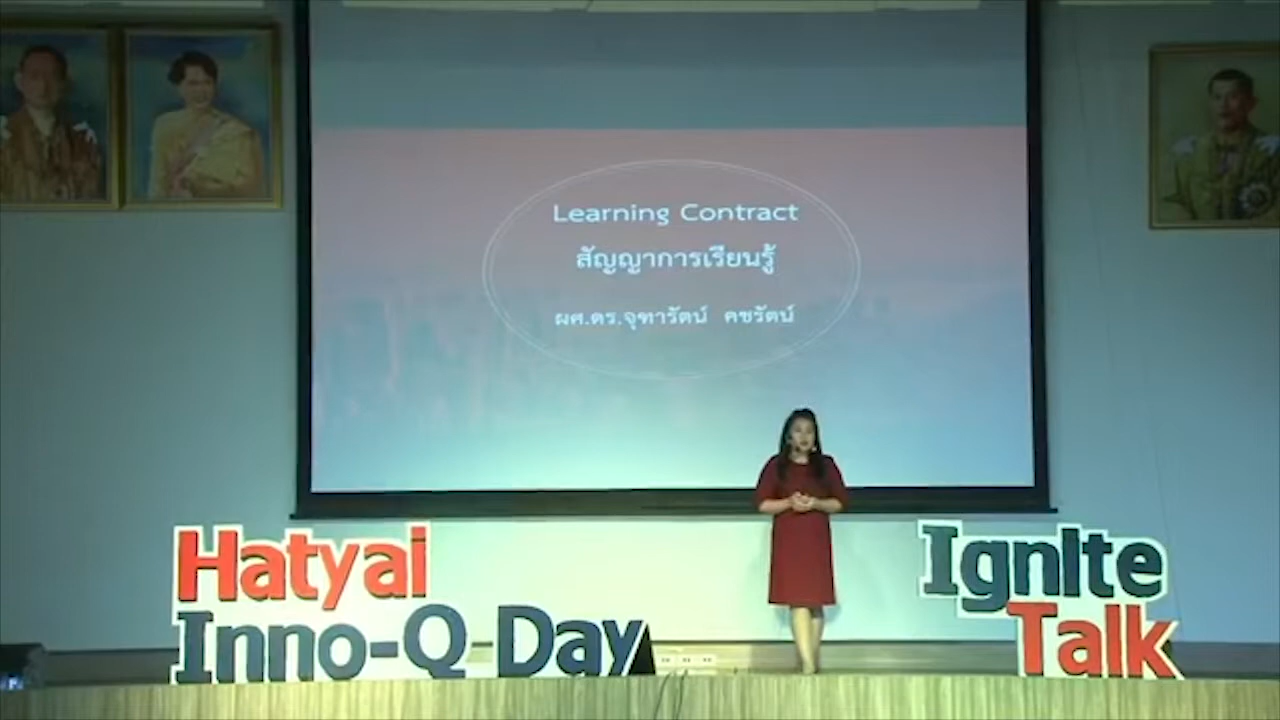 Learning Contract
สัญญาการเรียนรู้
ผศ.ดร.จุฑารัตน์ คชรัตน์
Hatyai
Inno-Q Day
Ignite
Talk